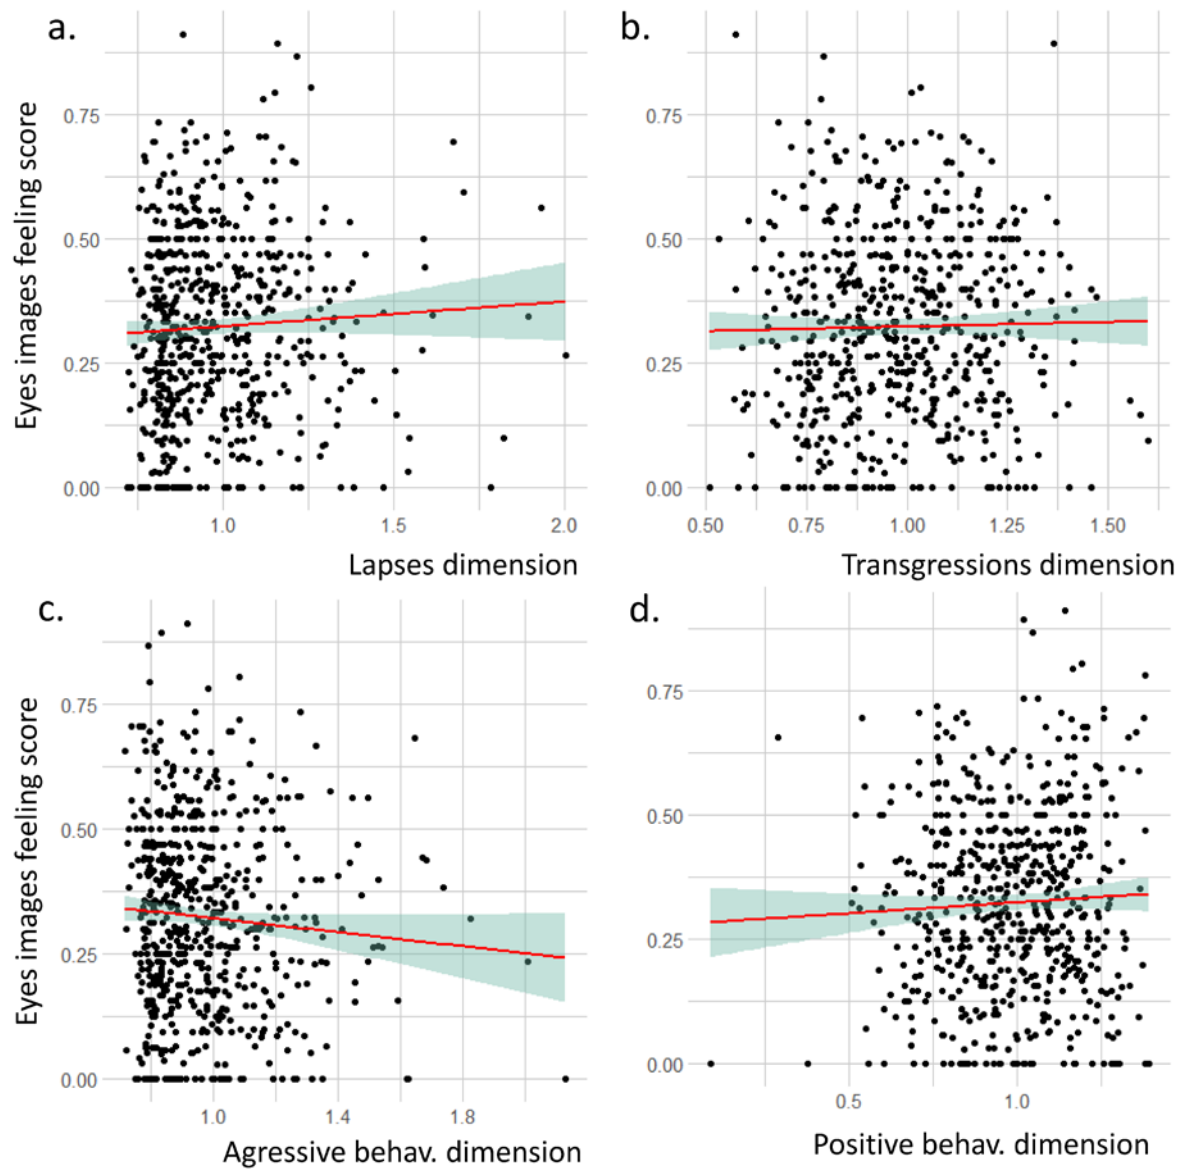 a.
Eyes images feeling score
0.75
0.50
0.25
0.00
1.0 1.5 2.0
Lapses dimension
b.
0.75
0.50
0.25
0.00
0.50 0.75 1.00 1.25 1.50
Transgressions dimension
c.
Eyes images feeling score
0.75
0.50
0.25
0.00
1.0 1.4 1.8
Agressive behav. dimension
d.
0.75
0.50
0.25
0.00
0.5 1.0
Positive behav. dimension